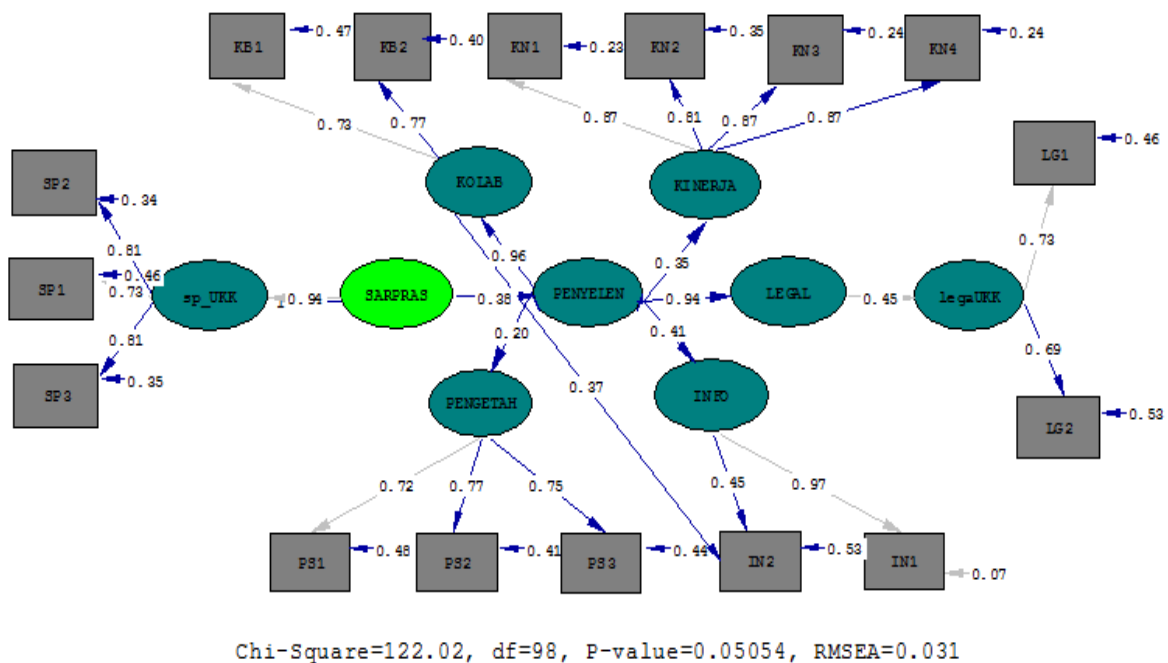 KB1 0.47 KB2 0.40 KN1 0.23 KN2 0.35 KN3 0.24 KN4 0.24
0.73 0.77 0.87 0.81 0.87 0.87
LG1 0.46
SP2 0.34
KOLAB KINERJA
0.81 0.96 0.35 0.73
SP1 0.46
0.73 sp_UKK 0.94 SARPRAS 0.38 PENYELEN 0.94 LEGAL 0.45 legaUKK
0.81 0.20 0.41 0.69
SP3 0.35
0.37
PENGETAH INFO
LG2 0.53
0.72 0.77 0.75 0.45 0.97
PS1 0.48 PS2 0.41 PS3 0.44 IN2 0.53 IN1 0.07
Chi-Square=122.02, df=98, P-value=0.05054, RMSEA=0.031